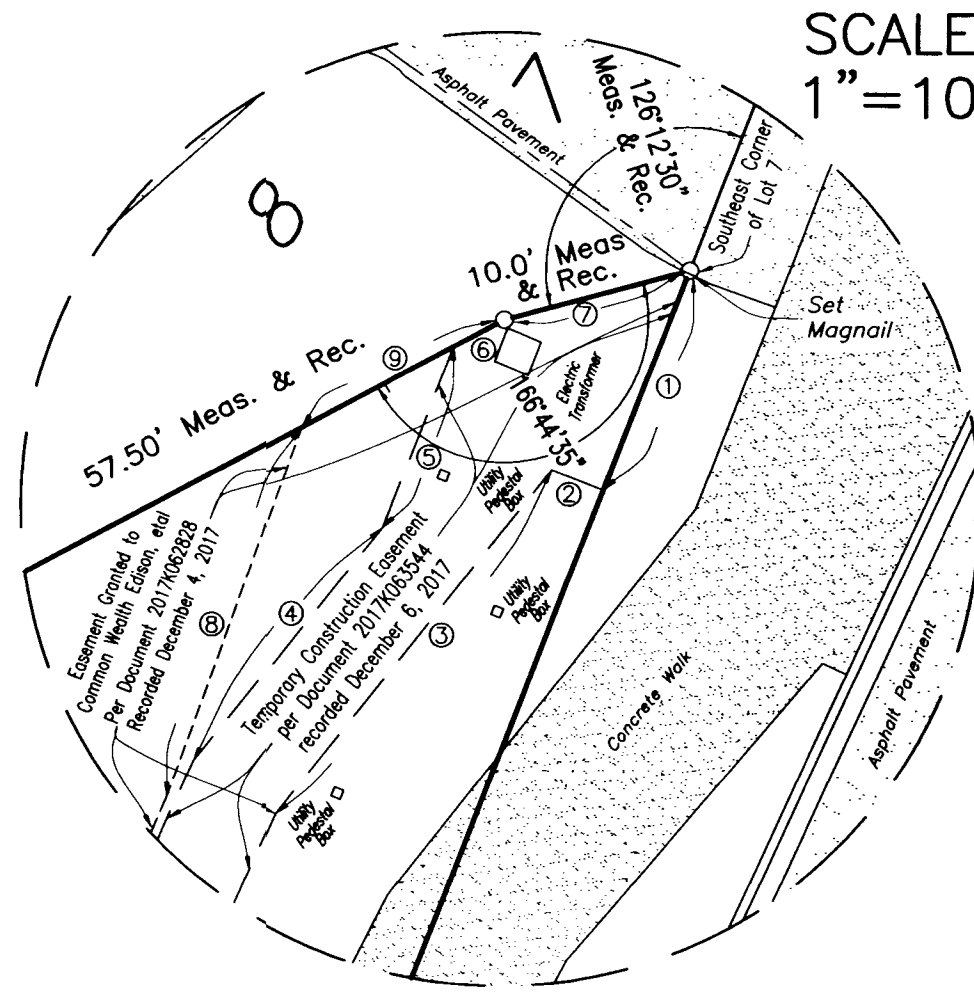 SCALE
1"=10
Asphalt Pavement
7
126°12'30"
Meas. & Rec.
Southeast Corner
of Lot 7
8
10.0' Meas
& Rec.
⑦
Set
Magnail
57.50' Meas. & Rec.
⑨
⑥
Electric
Transformer
①
166°44'35"
⑤
Utility
Pedestal
Box
②
Easement Granted to
Common Wealth Edison, etal
Per Document 2017K062828
Recorded December 4, 2017
⑧
④
Temporary Construction Easement
per Document 2017K063544
recorded December 6, 2017
③
Utility
Pedestal
Box
Concrete Walk
Asphalt Pavement
Utility
Pedestal
Box